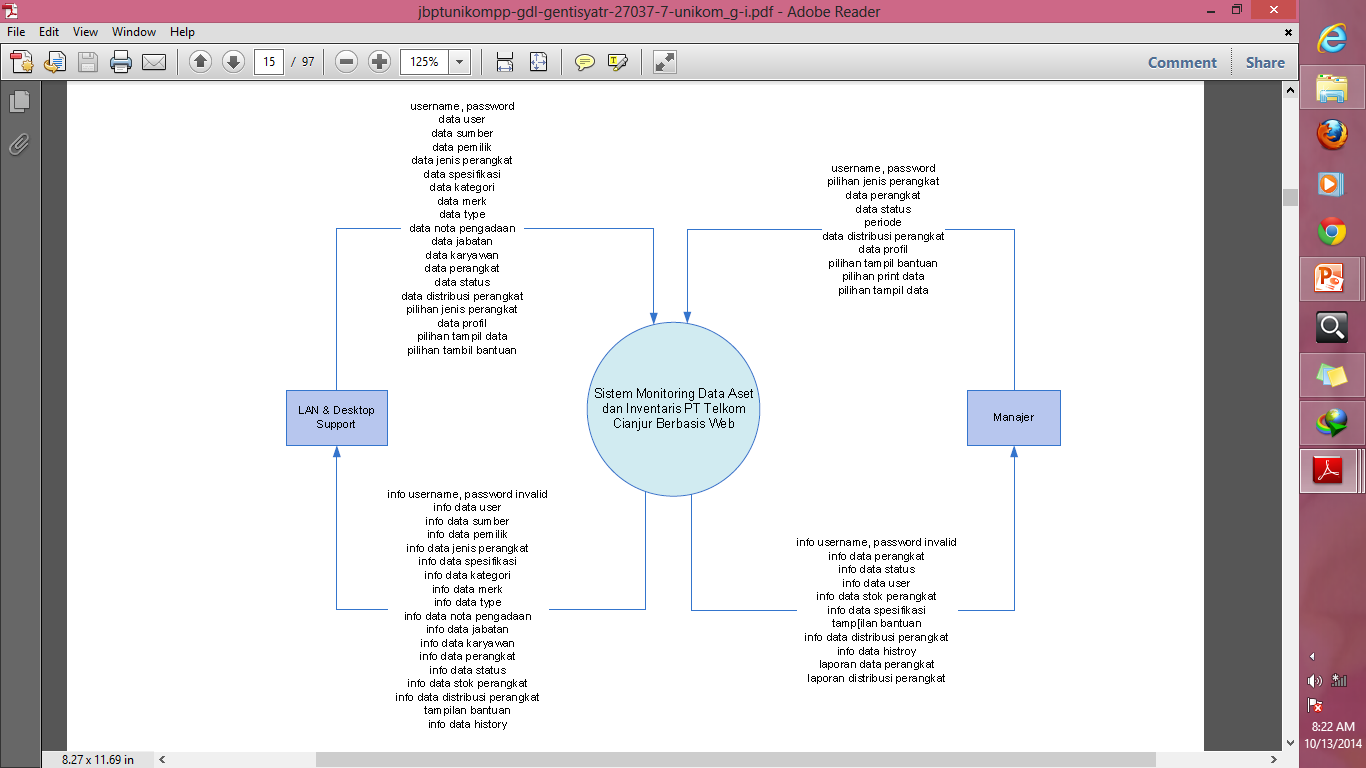 jbptunikompp-gdl-gentisyatr-27037-7-unikom_g-i.pdf - Adobe Reader
File Edit View Window Help
15 / 97
125%
Comment
Share
username, password
data user
data sumber
data pemilik
data jenis perangkat
data spesifikasi
data kategori
data merk
data type
data nota pengadaan
data jabatan
data karyawan
data perangkat
data status
data distribusi perangkat
pilihan jenis perangkat
data profil
pilihan tampil data
pilihan tambil bantuan
username, password
pilihan jenis perangkat
data perangkat
data status
periode
data distribusi perangkat
data profil
pilihan tampil bantuan
pilihan print data
pilihan tampil data
LAN & Desktop
Support
Sistem Monitoring Data Aset
dan Inventaris PT Telkom
Cianjur Berbasis Web
Manajer
info username, password invalid
info data user
info data sumber
info data pemilik
info data jenis perangkat
info data spesifikasi
info data kategori
info data merk
info data type
info data nota pengadaan
info data jabatan
info data karyawan
info data perangkat
info data status
info data stok perangkat
info data distribusi perangkat
tampilan bantuan
info data history
info username, password invalid
info data perangkat
info data status
info data user
info data stok perangkat
info data spesifikasi
tamp[ilan bantuan
info data distribusi perangkat
info data histroy
laporan data perangkat
laporan distribusi perangkat
8.27 x 11.69 in
8:22 AM
10/13/2014